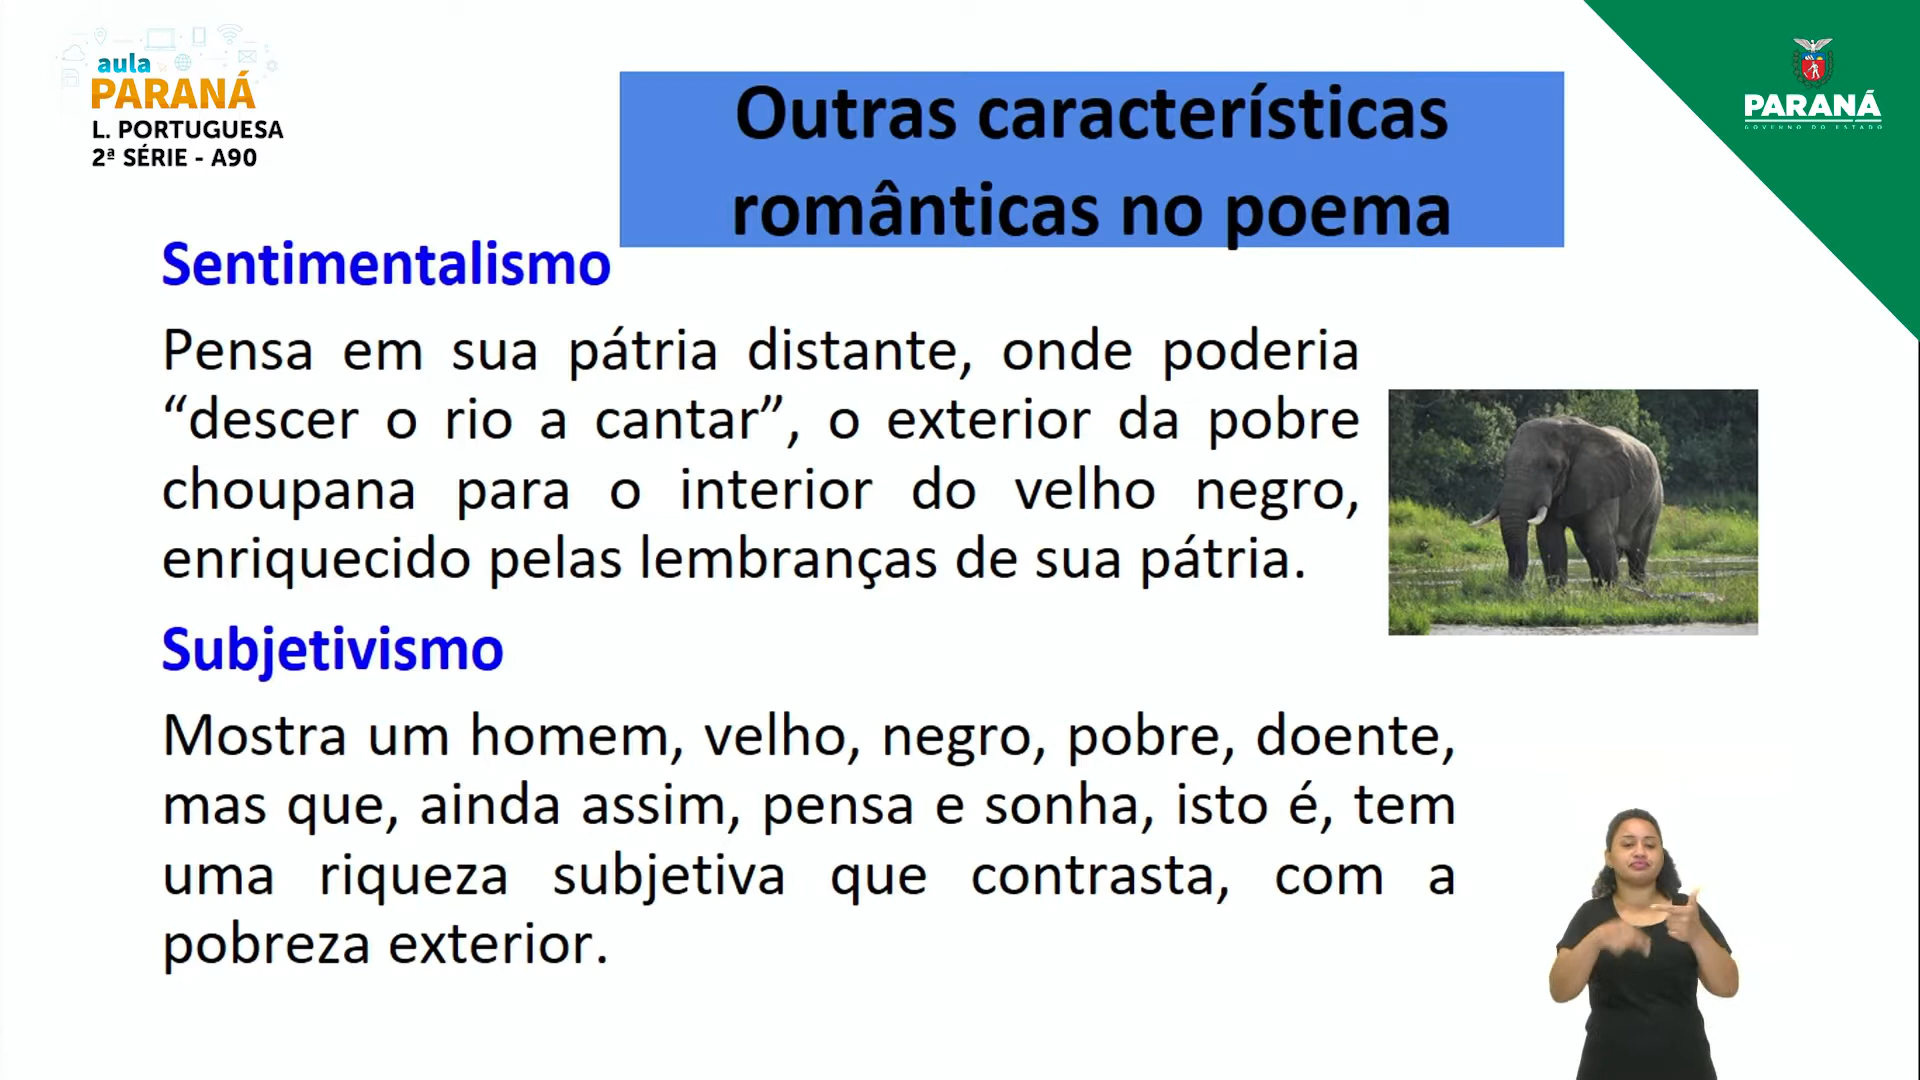 aula
PARANÁ
L. PORTUGUESA
2ª SÉRIE - A90
PARANÁ
GOVERNO DO ESTADO
Outras características
românticas no poema
Sentimentalismo
Pensa em sua pátria distante, onde poderia
“descer o rio a cantar”, o exterior da pobre
choupana para o interior do velho negro,
enriquecido pelas lembranças de sua pátria.
Subjetivismo
Mostra um homem, velho, negro, pobre, doente,
mas que, ainda assim, pensa e sonha, isto é, tem
uma riqueza subjetiva que contrasta, com a
pobreza exterior.